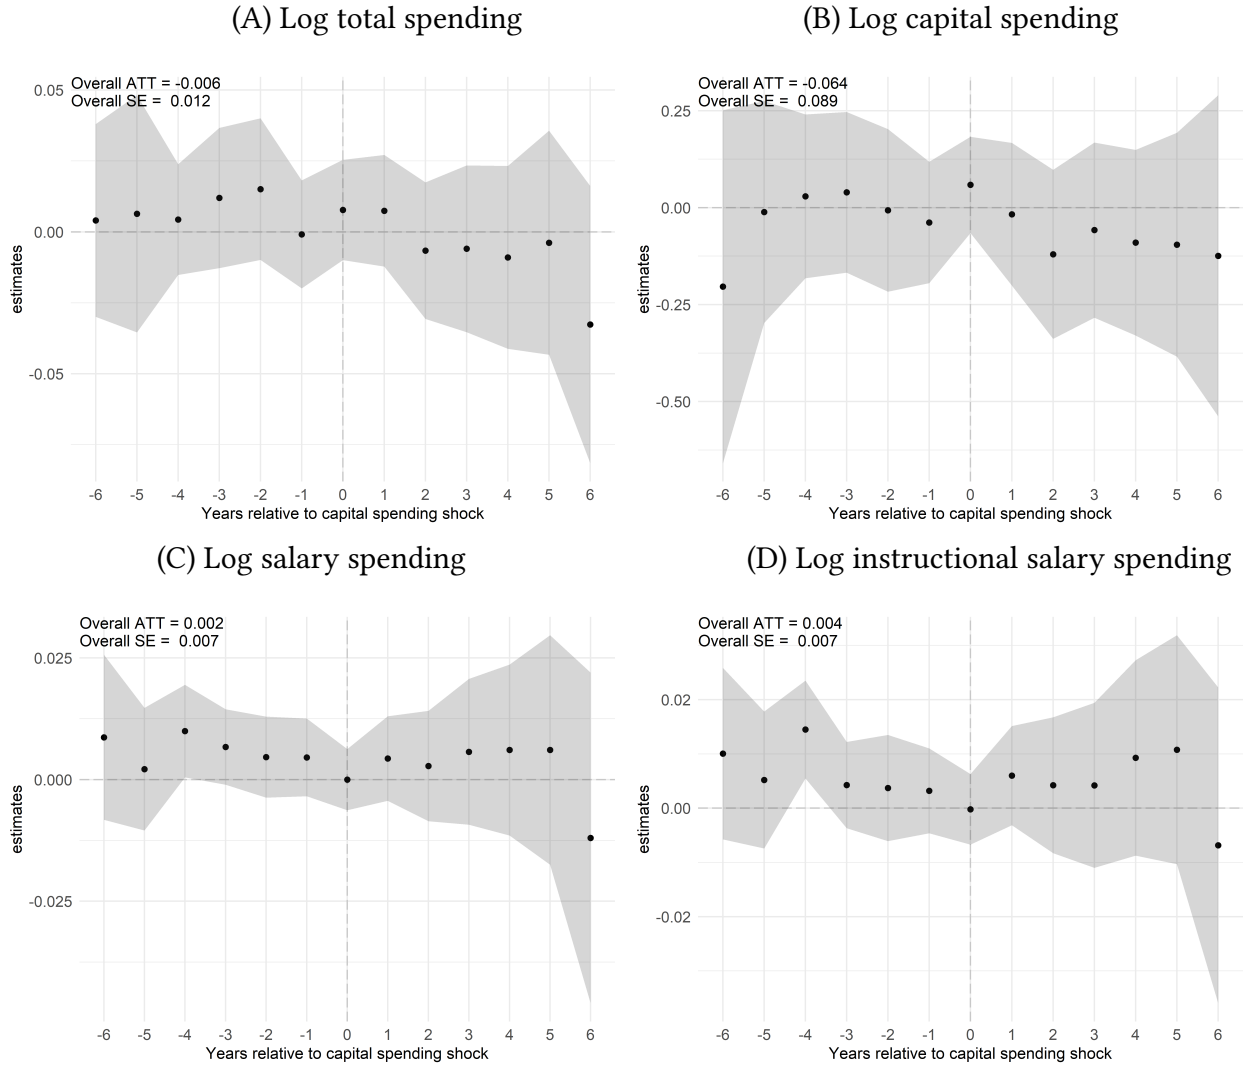 (A) Log total spending
Overall ATT = -0.006
Overall SE =  0.012
0.05
0.00
-0.05
estimates
-6 -5 -4 -3 -2 -1 0 1 2 3 4 5 6
Years relative to capital spending shock
(B) Log capital spending
Overall ATT = -0.064
Overall SE =  0.089
0.25
0.00
-0.25
-0.50
estimates
-6 -5 -4 -3 -2 -1 0 1 2 3 4 5 6
Years relative to capital spending shock
(C) Log salary spending
Overall ATT = 0.002
Overall SE =  0.007
0.025
0.000
-0.025
estimates
-6 -5 -4 -3 -2 -1 0 1 2 3 4 5 6
Years relative to capital spending shock
(D) Log instructional salary spending
Overall ATT = 0.004
Overall SE =  0.007
0.02
0.00
-0.02
estimates
-6 -5 -4 -3 -2 -1 0 1 2 3 4 5 6
Years relative to capital spending shock